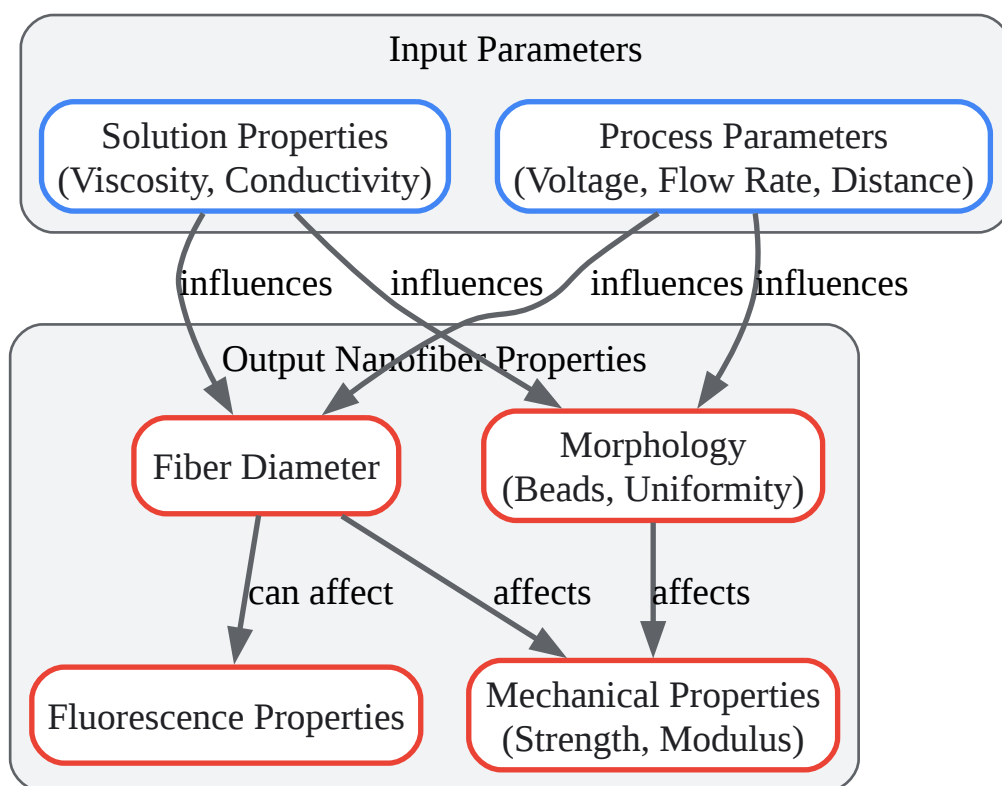 Input Parameters
Solution Properties
(Viscosity, Conductivity)
Process Parameters
(Voltage, Flow Rate, Distance)
influences
influences
influences
influences
Output Nanofiber Properties
Fiber Diameter
Morphology
(Beads, Uniformity)
can affect
affects
affects
Fluorescence Properties
Mechanical Properties
(Strength, Modulus)